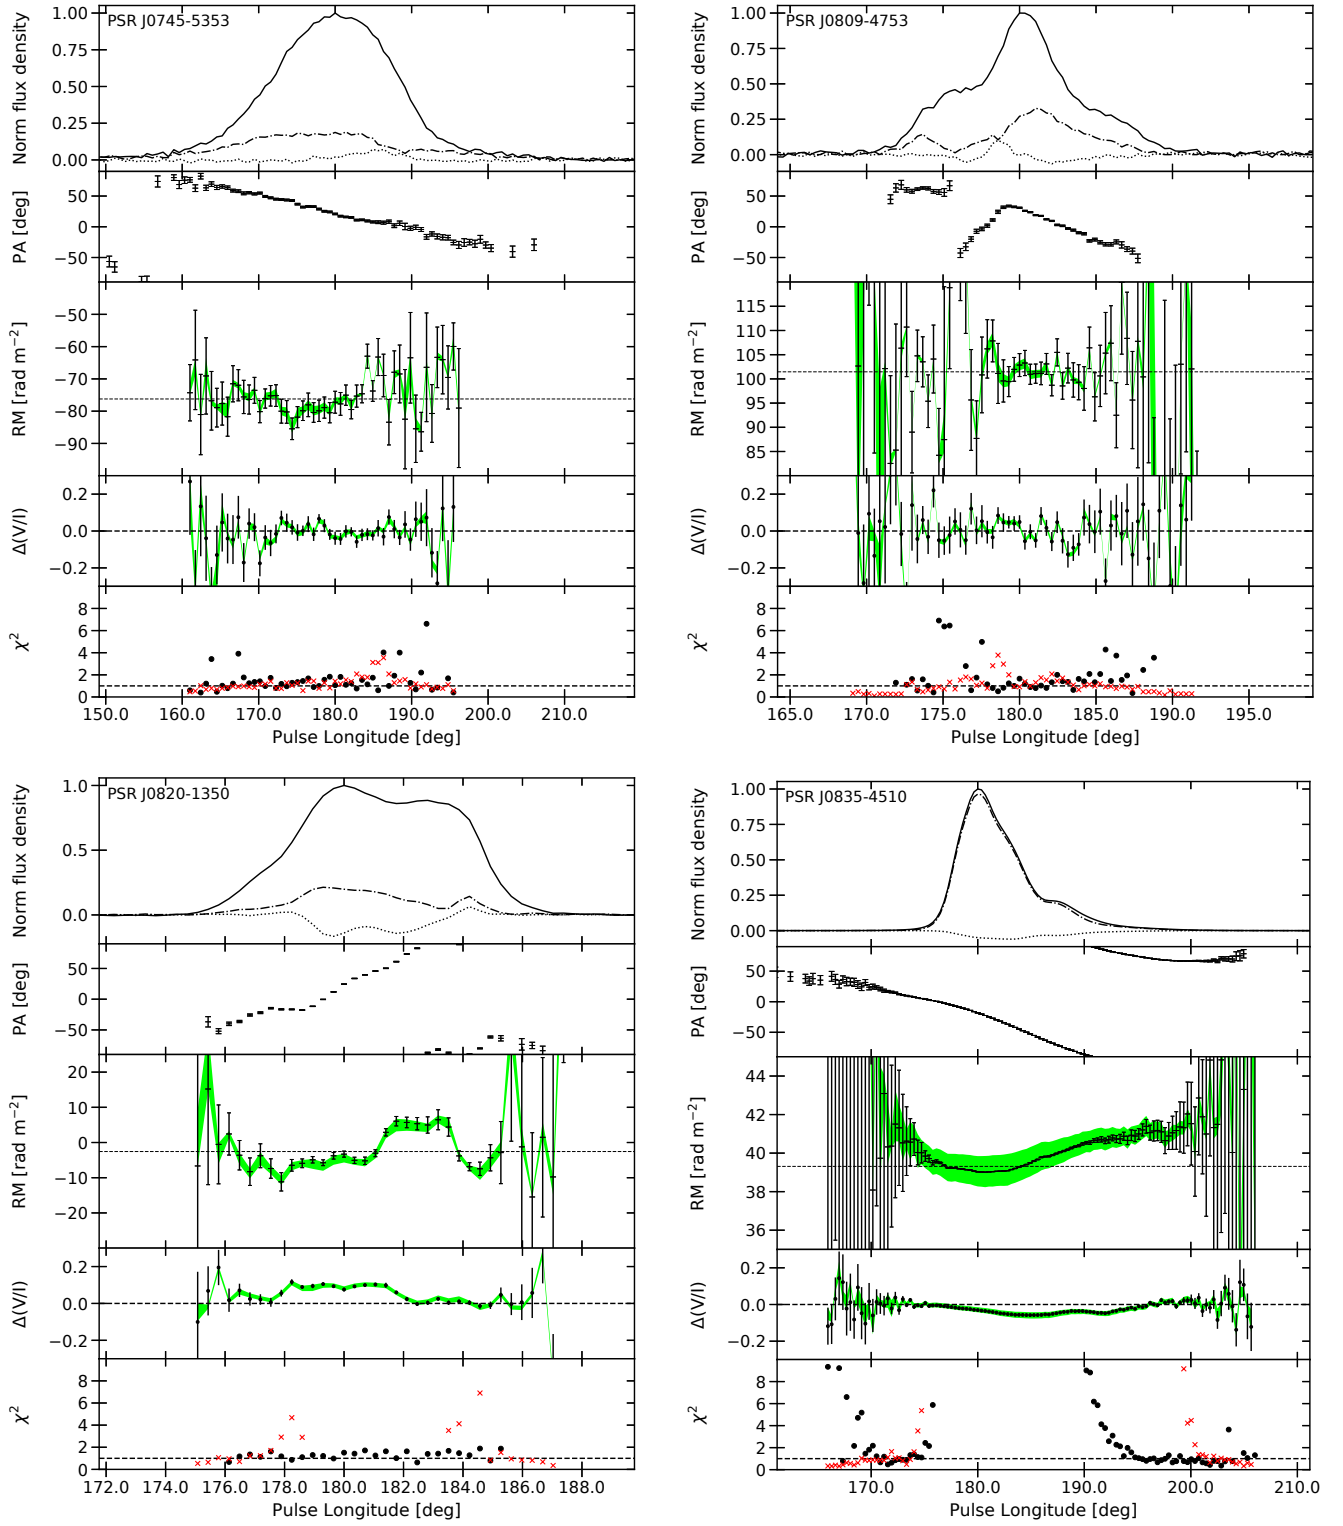 PSR J0745-5353
1.00
0.75
0.50
0.25
0.00
Norm flux density
50
0
−50
PA [deg]
−50
−60
−70
−80
−90
RM [rad m⁻²]
0.2
0.0
−0.2
Δ(V/I)
8
6
4
2
0
χ²
150.0 160.0 170.0 180.0 190.0 200.0 210.0
Pulse Longitude [deg]
PSR J0809-4753
1.00
0.75
0.50
0.25
0.00
Norm flux density
50
0
−50
PA [deg]
115
110
105
100
95
90
85
RM [rad m⁻²]
0.2
0.0
−0.2
Δ(V/I)
8
6
4
2
0
χ²
165.0 170.0 175.0 180.0 185.0 190.0 195.0
Pulse Longitude [deg]
PSR J0820-1350
1.0
0.5
0.0
Norm flux density
50
0
−50
PA [deg]
20
10
0
−10
−20
RM [rad m⁻²]
0.2
0.0
−0.2
Δ(V/I)
8
6
4
2
0
χ²
172.0 174.0 176.0 178.0 180.0 182.0 184.0 186.0 188.0
Pulse Longitude [deg]
PSR J0835-4510
1.00
0.75
0.50
0.25
0.00
Norm flux density
50
0
−50
PA [deg]
44
42
40
38
36
RM [rad m⁻²]
0.2
0.0
−0.2
Δ(V/I)
8
6
4
2
0
χ²
170.0 180.0 190.0 200.0 210.0
Pulse Longitude [deg]